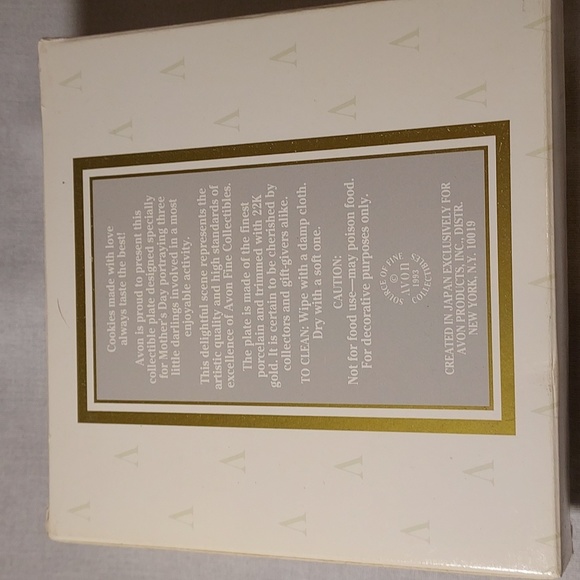 Cookies made with love
always taste the best!
Avon is proud to present this
collectible plate designed specially
for Mother's Day portraying three
little darlings involved in a most
enjoyable activity.
This delightful scene represents the
artistic quality and high standards of
excellence of Avon Fine Collectibles.
The plate is made of the finest
porcelain and trimmed with 22K
gold. It is certain to be cherished by
collectors and gift-givers alike.
TO CLEAN: Wipe with a damp cloth.
Dry with a soft one.
CAUTION:
Not for food use—may poison food.
For decorative purposes only.
SOURCE OF FINE
©
AVON
1993
COLLECTIBLES
CREATED IN JAPAN EXCLUSIVELY FOR
AVON PRODUCTS, INC., DISTR.
NEW YORK, N.Y. 10019